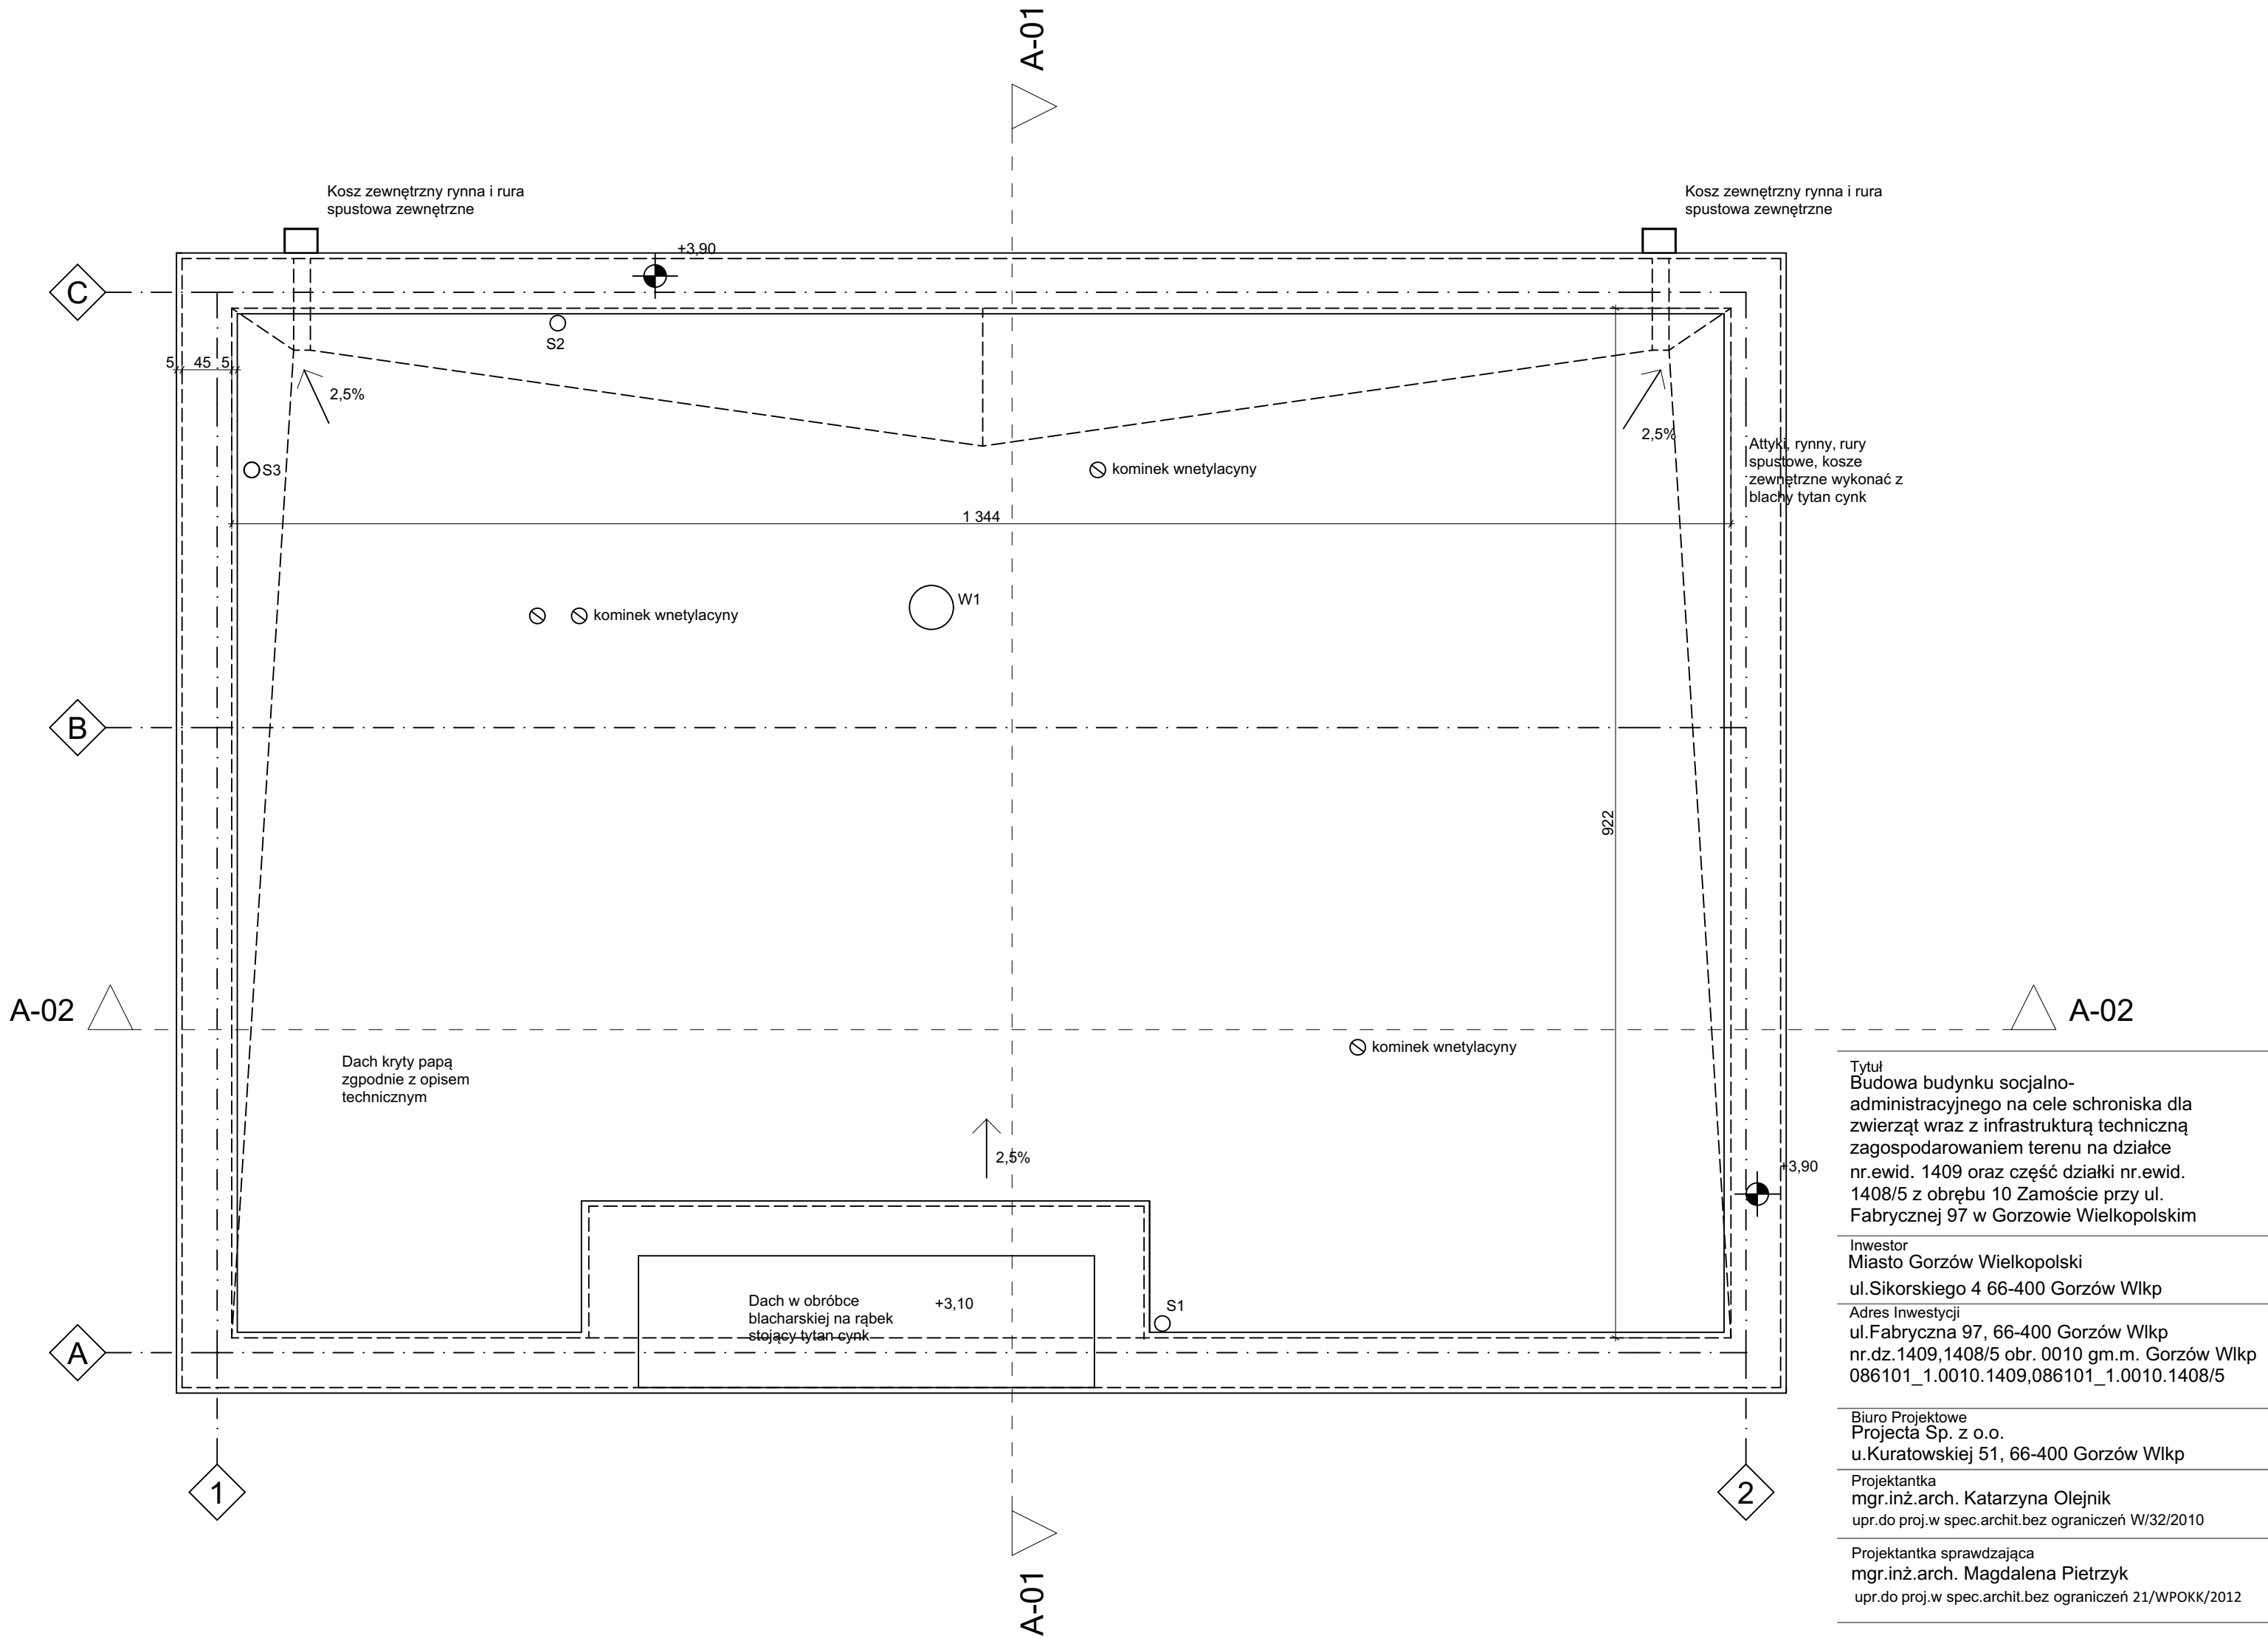 A-01
Kosz zewnętrzny rynna i rura
spustowa zewnętrzne
Kosz zewnętrzny rynna i rura
spustowa zewnętrzne
+3,90
C
S2
5 45 5
2,5%
2,5%
Attyki, rynny, rury
spustowe, kosze
zewnętrzne wykonać z
blachy tytan cynk
S3
kominek wnetylacyny
1 344
W1
kominek wnetylacyny
B
922
A-02
A-02
kominek wnetylacyny
Dach kryty papą
zgpodnie z opisem
technicznym
2,5%
+3,90
Dach w obróbce
blacharskiej na rąbek
stojący tytan cynk
+3,10
S1
A
1
2
A-01
Tytuł
Budowa budynku socjalno-
administracyjnego na cele schroniska dla
zwierząt wraz z infrastrukturą techniczną
zagospodarowaniem terenu na działce
nr.ewid. 1409 oraz część działki nr.ewid.
1408/5 z obrębu 10 Zamoście przy ul.
Fabrycznej 97 w Gorzowie Wielkopolskim
Inwestor
Miasto Gorzów Wielkopolski
ul.Sikorskiego 4 66-400 Gorzów Wlkp
Adres Inwestycji
ul.Fabryczna 97, 66-400 Gorzów Wlkp
nr.dz.1409,1408/5 obr. 0010 gm.m. Gorzów Wlkp
086101_1.0010.1409,086101_1.0010.1408/5
Biuro Projektowe
Projecta Sp. z o.o.
u.Kuratowskiej 51, 66-400 Gorzów Wlkp
Projektantka
mgr.inż.arch. Katarzyna Olejnik
upr.do proj.w spec.archit.bez ograniczeń W/32/2010
Projektantka sprawdzająca
mgr.inż.arch. Magdalena Pietrzyk
upr.do proj.w spec.archit.bez ograniczeń 21/WPOKK/2012